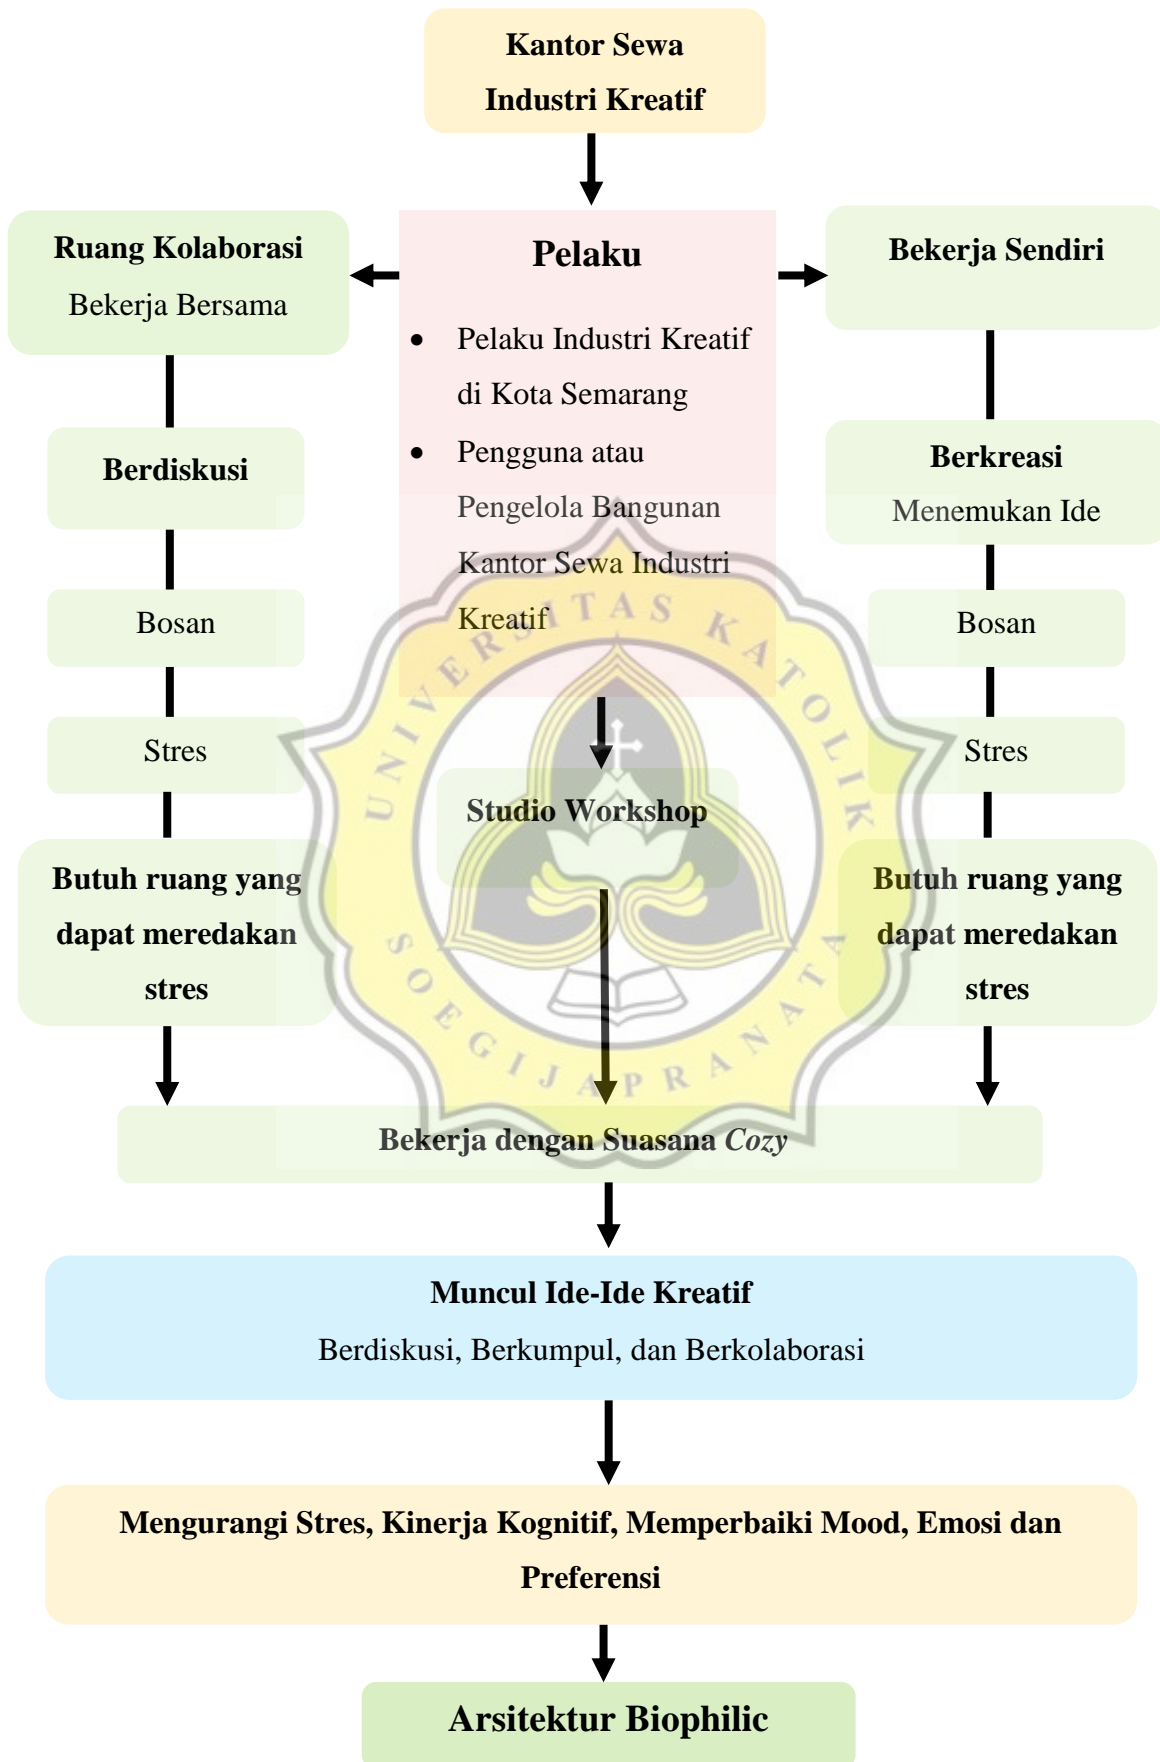 Kantor Sewa
Industri Kreatif
Ruang Kolaborasi
Bekerja Bersama
Pelaku
• Pelaku Industri Kreatif
di Kota Semarang
• Pengguna atau
Pengelola Bangunan
Kantor Sewa Industri
Kreatif
Bekerja Sendiri
Berdiskusi
Berkreasi
Menemukan Ide
Bosan
Bosan
Stres
Stres
Studio Workshop
Butuh ruang yang
dapat meredakan
stres
Butuh ruang yang
dapat meredakan
stres
UNIVERSITAS KATOLIK
SOEGIJAPRANATA
Bekerja dengan Suasana Cozy
Muncul Ide-Ide Kreatif
Berdiskusi, Berkumpul, dan Berkolaborasi
Mengurangi Stres, Kinerja Kognitif, Memperbaiki Mood, Emosi dan
Preferensi
Arsitektur Biophilic